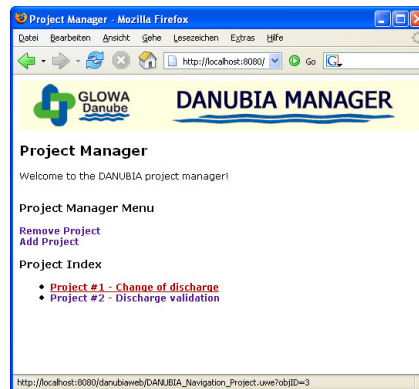 Project Manager - Mozilla Firefox
Datei Bearbeiten Ansicht Gehe Lesezeichen Extras Hilfe
http://localhost:8080/ Go G
GLOWA
Danube
DANUBIA MANAGER
Project Manager
Welcome to the DANUBIA project manager!
Project Manager Menu
Remove Project
Add Project
Project Index
Project #1 - Change of discharge
Project #2 - Discharge validation
http://localhost:8080/danubiaweb/DANUBIA_Navigation_Project.uwe?objID=3